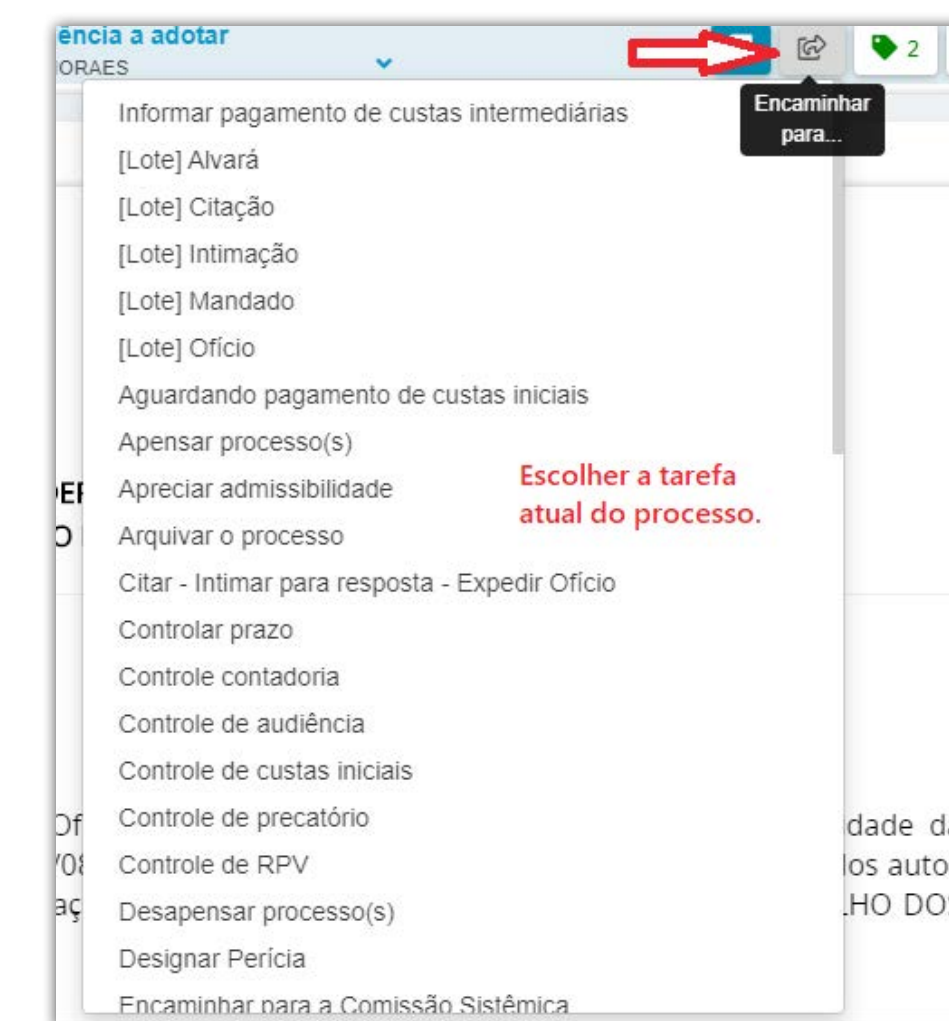 ência a adotar
ORAES
2
Encaminhar
para...
Informar pagamento de custas intermediárias
[Lote] Alvará
[Lote] Citação
[Lote] Intimação
[Lote] Mandado
[Lote] Ofício
Aguardando pagamento de custas iniciais
Apensar processo(s)
Apreciar admissibilidade
Escolher a tarefa
atual do processo.
Arquivar o processo
Citar - Intimar para resposta - Expedir Ofício
Controlar prazo
Controle contadoria
Controle de audiência
Controle de custas iniciais
Controle de precatório
idade da
Controle de RPV
los auto
Desapensar processo(s)
LHO DOS
Designar Perícia
Encaminhar para a Comissão Sistêmica